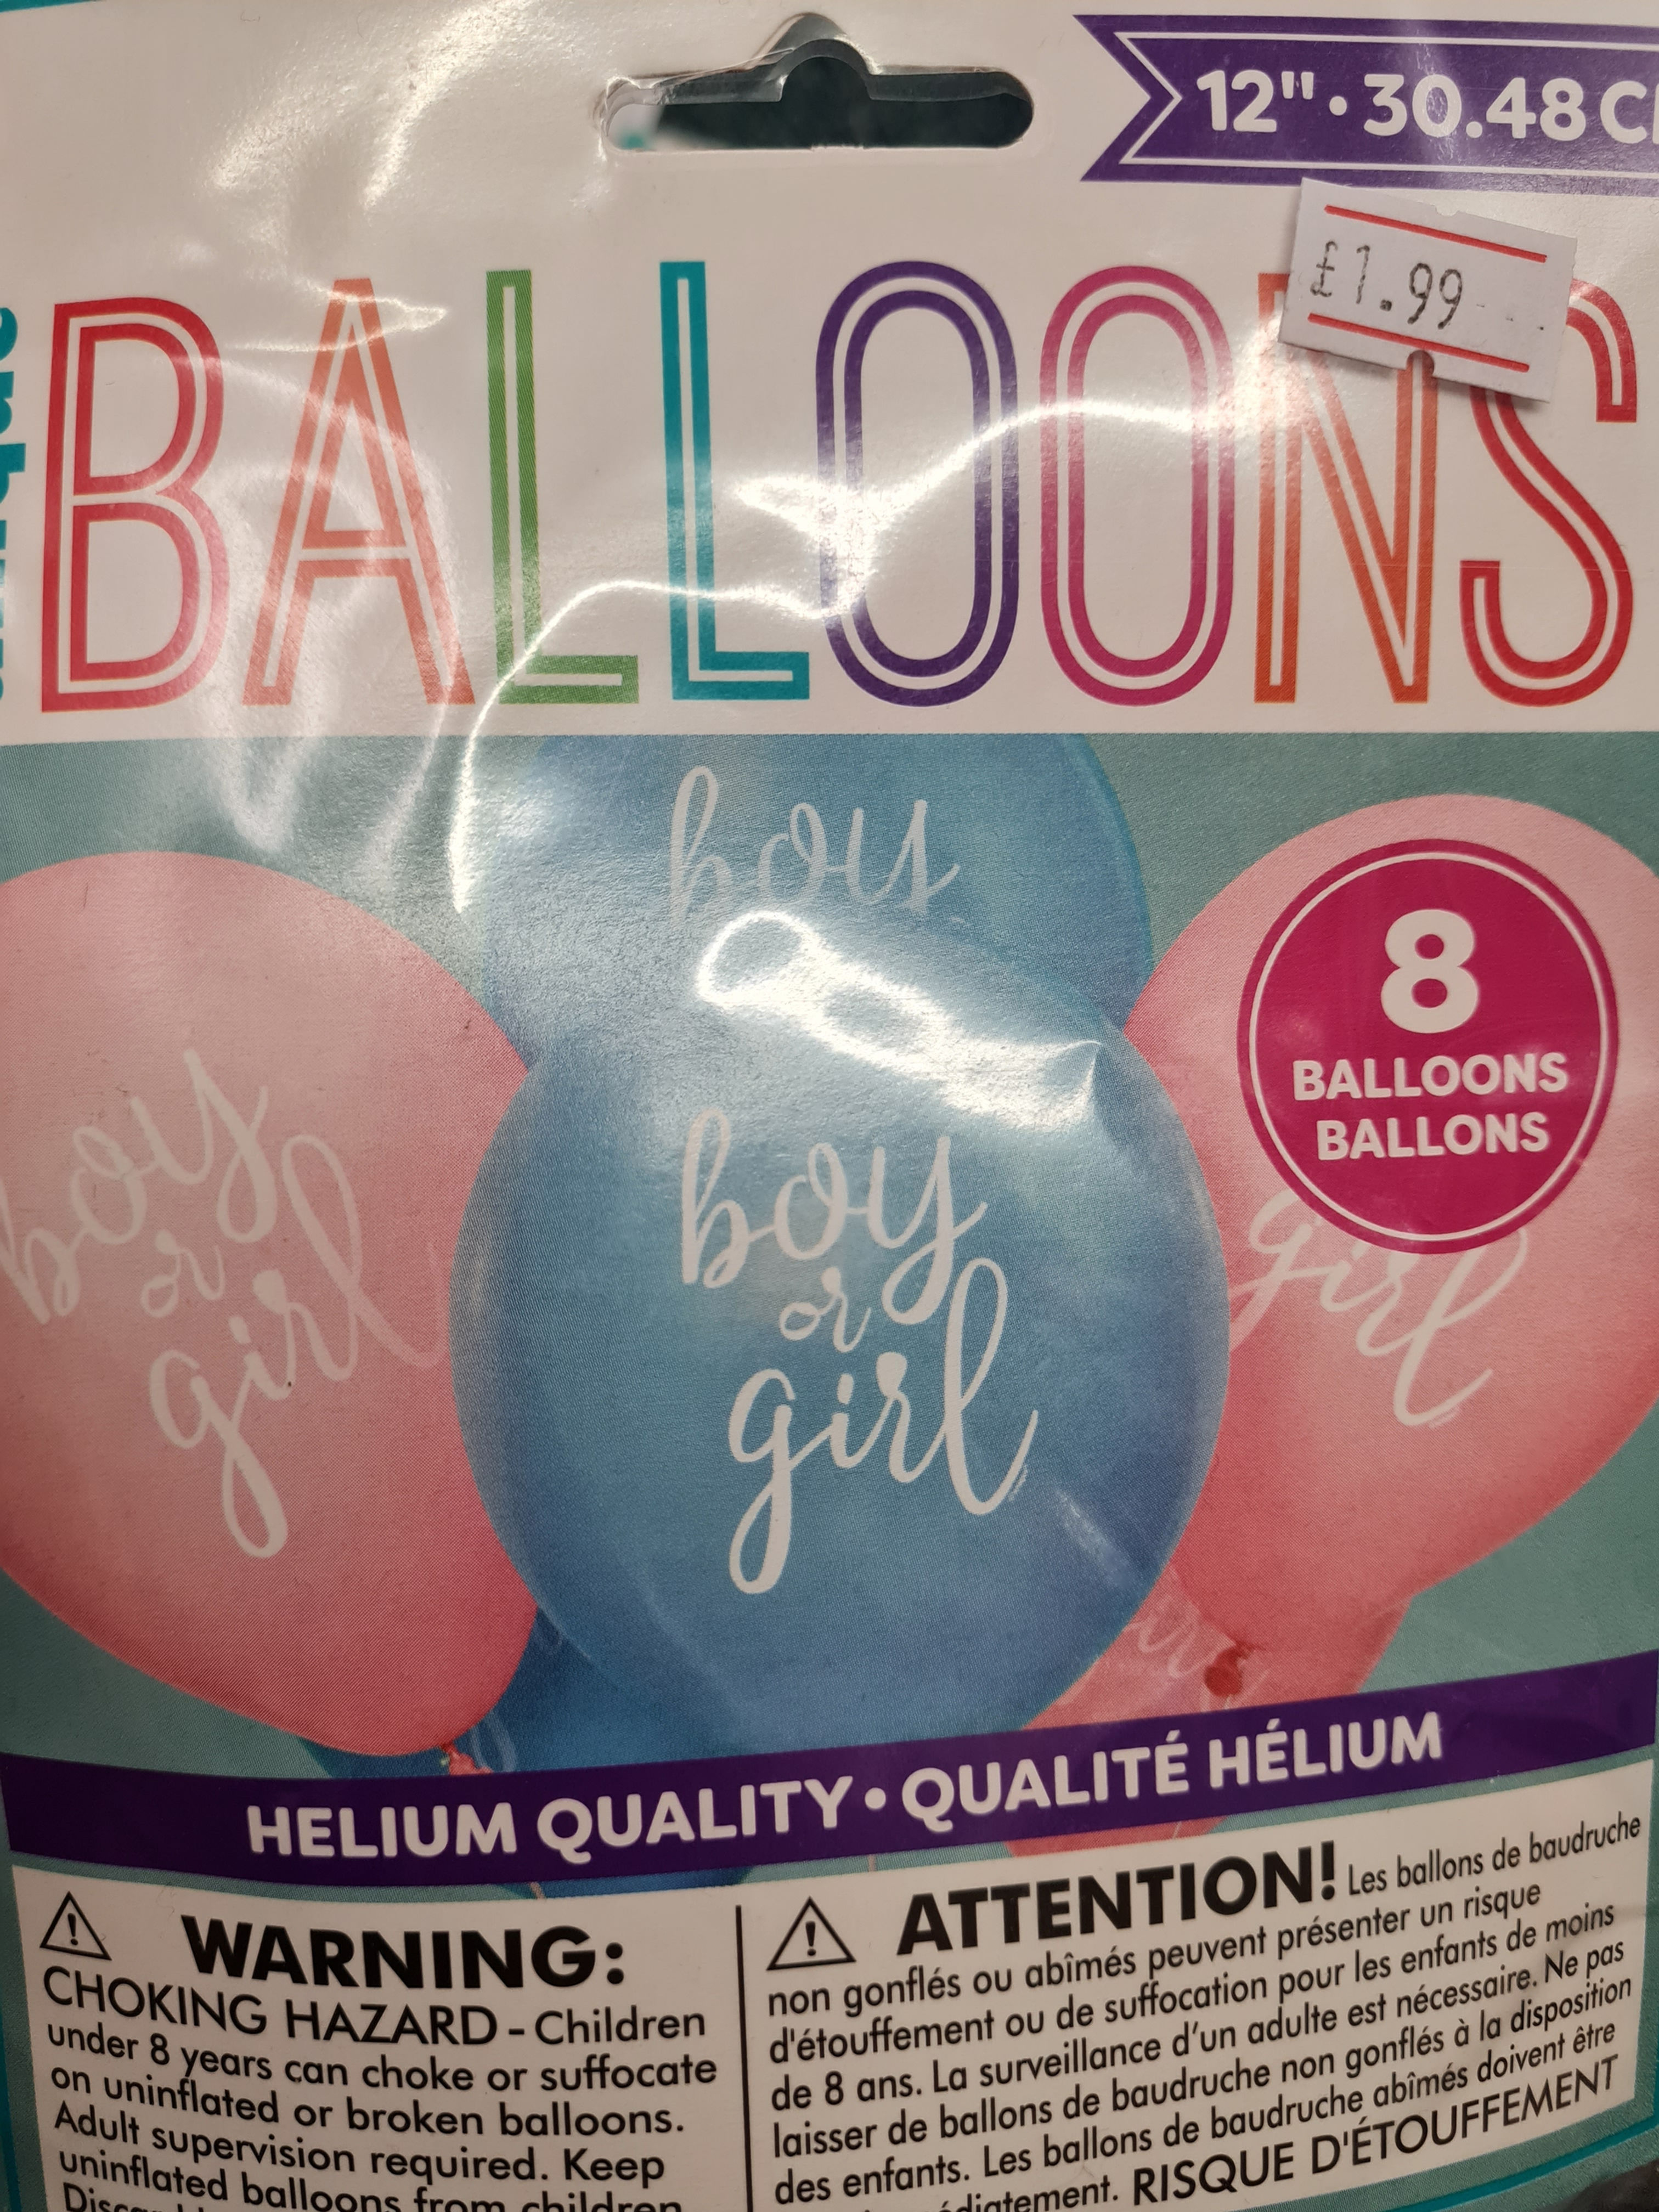 12" · 30.48 C
£1.99
BALLOONS
boy
8
BALLOONS
BALLONS
boy
or
girl
boy
or
girl
girl
HELIUM QUALITY • QUALITÉ HÉLIUM
WARNING:
CHOKING HAZARD - Children
under 8 years can choke or suffocate
on uninflated or broken balloons.
Adult supervision required. Keep
uninflated balloons from children.
ATTENTION! Les ballons de baudruche
non gonflés ou abîmés peuvent présenter un risque
d'étouffement ou de suffocation pour les enfants de moins
de 8 ans. La surveillance d'un adulte est nécessaire. Ne pas
laisser de ballons de baudruche non gonflés à la disposition
des enfants. Les ballons de baudruche abîmés doivent être
RISQUE D'ÉTOUFFEMENT